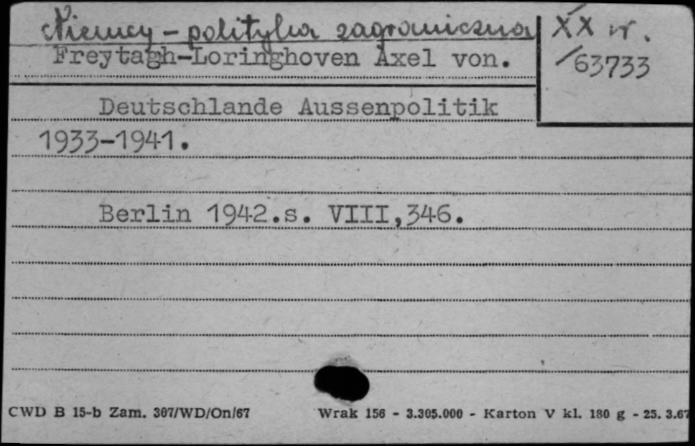 Niemcy - polityka zagraniczna
XX w.
Freytagh-Loringhoven Axel von.
/63733
Deutschlande Aussenpolitik
1933-1941.
Berlin 1942.s. VIII,346.
CWD B 15-b Zam. 307/WD/On/67
Wrak 156 - 3.305.000 - Karton V kl. 180 g - 25. 3.67